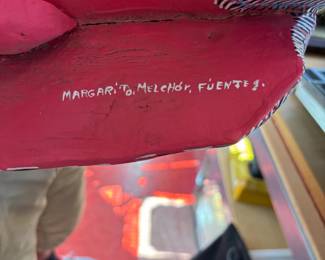 MARGARITO, MELCHOR, FUENTES.